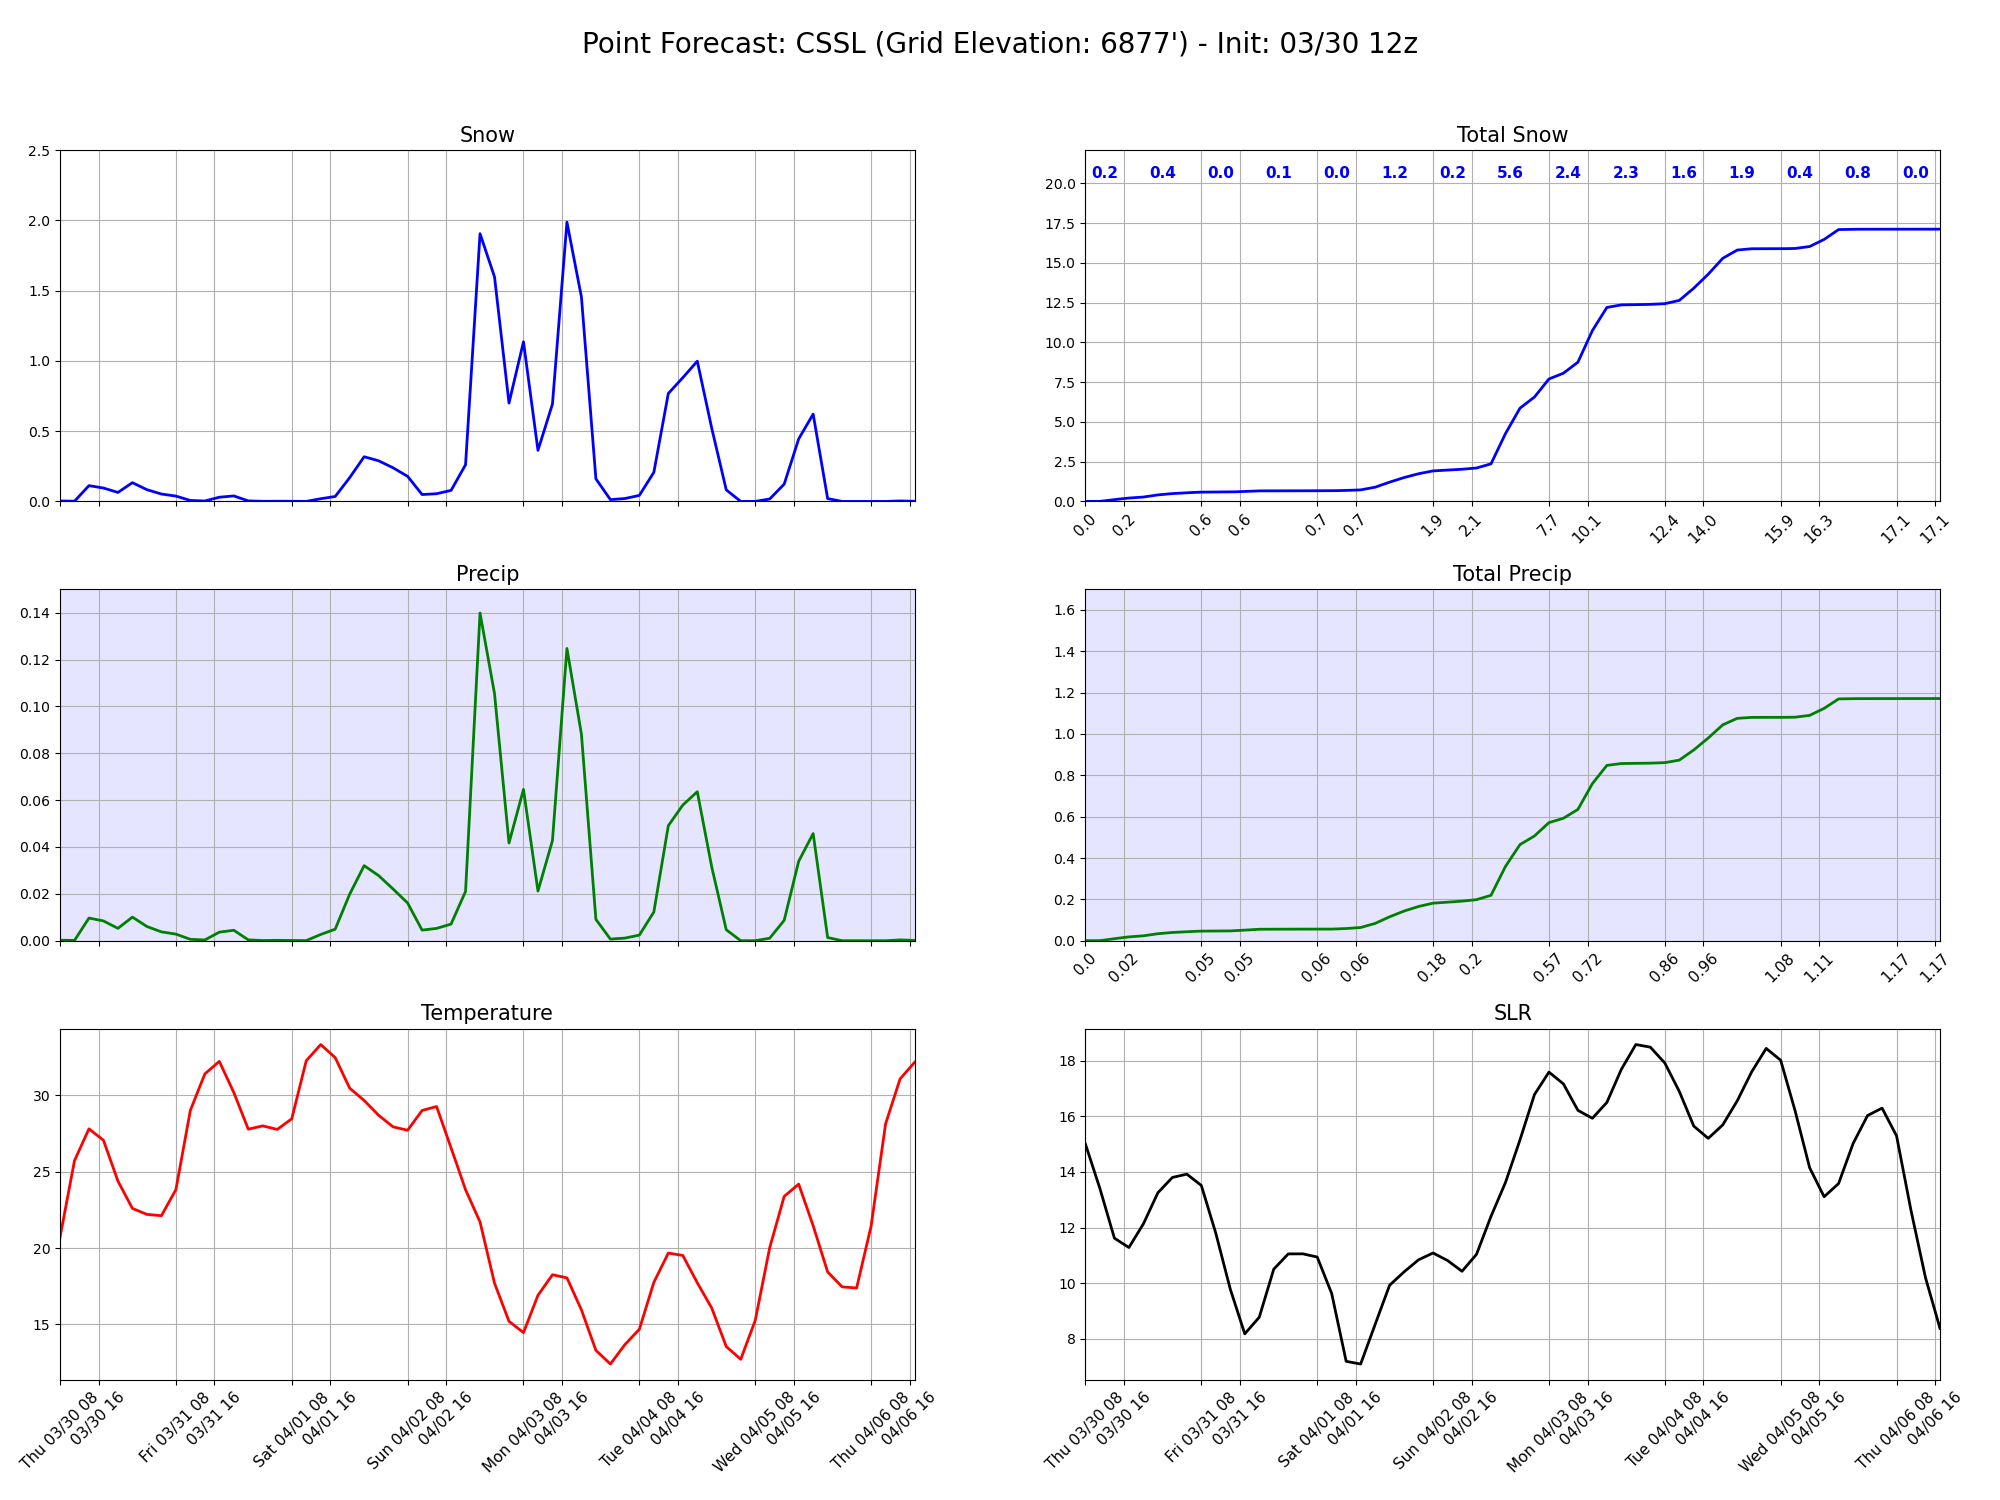 Point Forecast: CSSL (Grid Elevation: 6877') - Init: 03/30 12z
Snow
2.5
2.0
1.5
1.0
0.5
0.0
Total Snow
0.2 0.4 0.0 0.1 0.0 1.2 0.2 5.6 2.4 2.3 1.6 1.9 0.4 0.8 0.0
20.0
17.5
15.0
12.5
10.0
7.5
5.0
2.5
0.0
0.0 0.2 0.6 0.6 0.7 0.7 1.9 2.1 7.7 10.1 12.4 14.0 15.9 16.3 17.1 17.1
Precip
0.14
0.12
0.10
0.08
0.06
0.04
0.02
0.00
Total Precip
1.6
1.4
1.2
1.0
0.8
0.6
0.4
0.2
0.0
0.0 0.02 0.05 0.05 0.06 0.06 0.18 0.2 0.57 0.72 0.86 0.96 1.08 1.11 1.17 1.17
Temperature
30
25
20
15
Thu 03/30 08
03/30 16
Fri 03/31 08
03/31 16
Sat 04/01 08
04/01 16
Sun 04/02 08
04/02 16
Mon 04/03 08
04/03 16
Tue 04/04 08
04/04 16
Wed 04/05 08
04/05 16
Thu 04/06 08
04/06 16
SLR
18
16
14
12
10
8
Thu 03/30 08
03/30 16
Fri 03/31 08
03/31 16
Sat 04/01 08
04/01 16
Sun 04/02 08
04/02 16
Mon 04/03 08
04/03 16
Tue 04/04 08
04/04 16
Wed 04/05 08
04/05 16
Thu 04/06 08
04/06 16